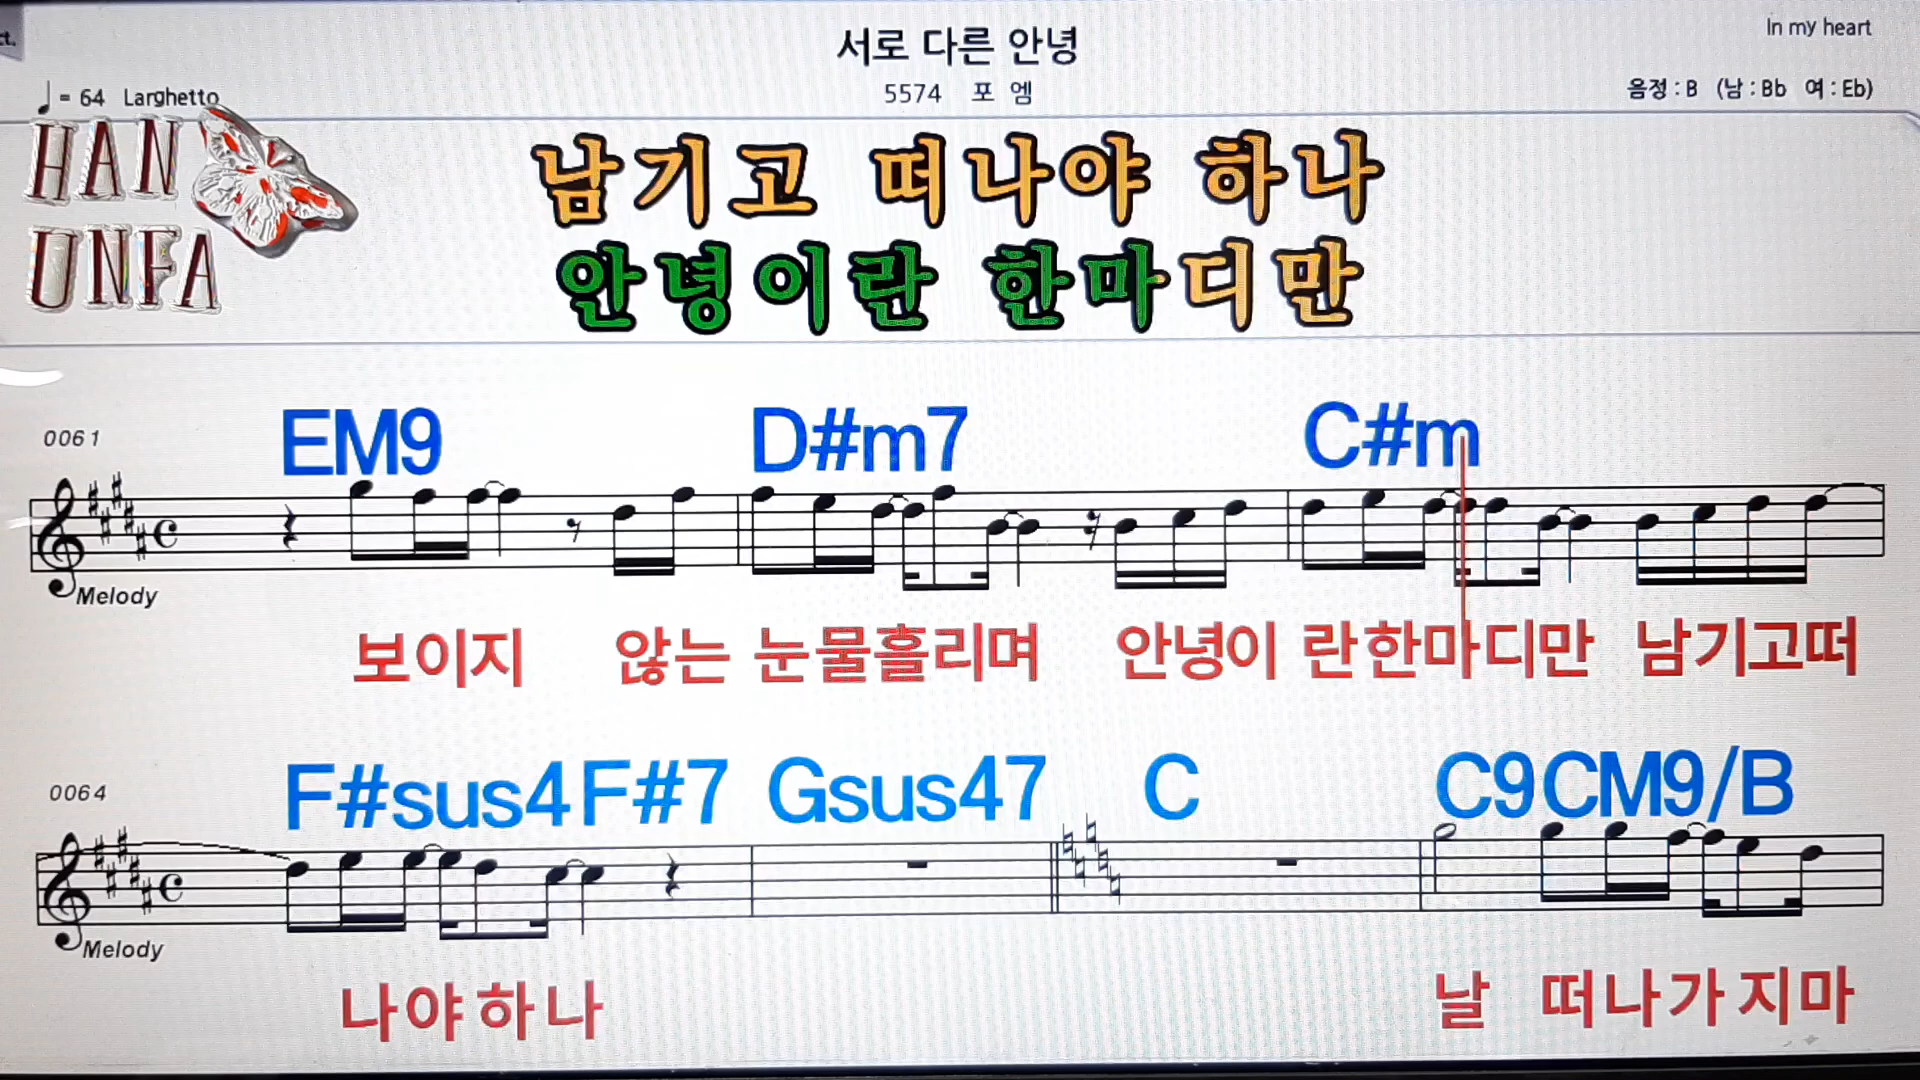 ct.
서로 다른 안녕
In my heart
♩ = 64 Larghetto
5574 포 엠
음정 : B (남 : Bb 여 : Eb)
HAN
UNFA
남기고 떠나야 하나
안녕이란 한마디만
EM9 D#m7 C#m
0061
Melody
보이지 않는 눈물흘리며 안녕이 란한마디만 남기고떠
F#sus4 F#7 Gsus47 C C9 CM9/B
0064
Melody
나야하나 날 떠나가지마